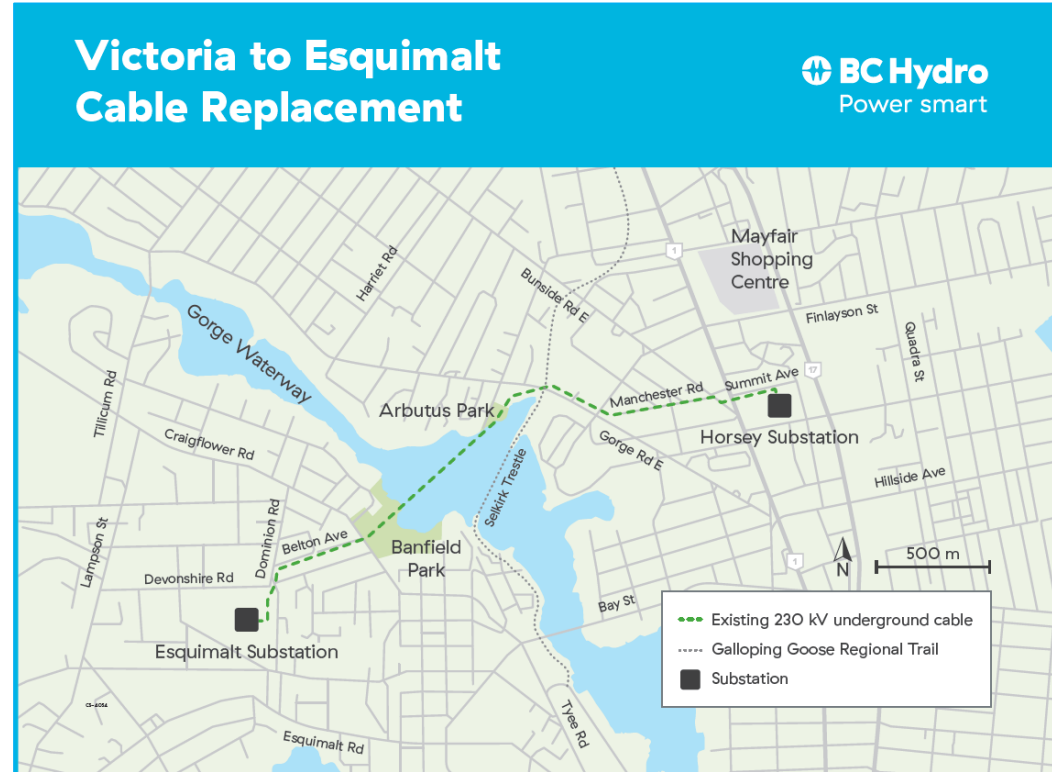 Victoria to Esquimalt
Cable Replacement
BC Hydro
Power smart
1
Mayfair
Shopping
Centre
Harriet Rd
Bunside Rd E
Finlayson St
Gorge Waterway
Quadra St
17
Tillicum Rd
Summit Ave
Manchester Rd
Arbutus Park
Horsey Substation
Craigflower Rd
Gorge Rd E
Selkirk Trestle
Hillside Ave
Lampson St
Dominion Rd
Belton Ave
Banfield
Park
1
N
500 m
Devonshire Rd
Bay St
Esquimalt Substation
Existing 230 kV underground cable
Galloping Goose Regional Trail
Substation
CS-4054
Tyee Rd
Esquimalt Rd